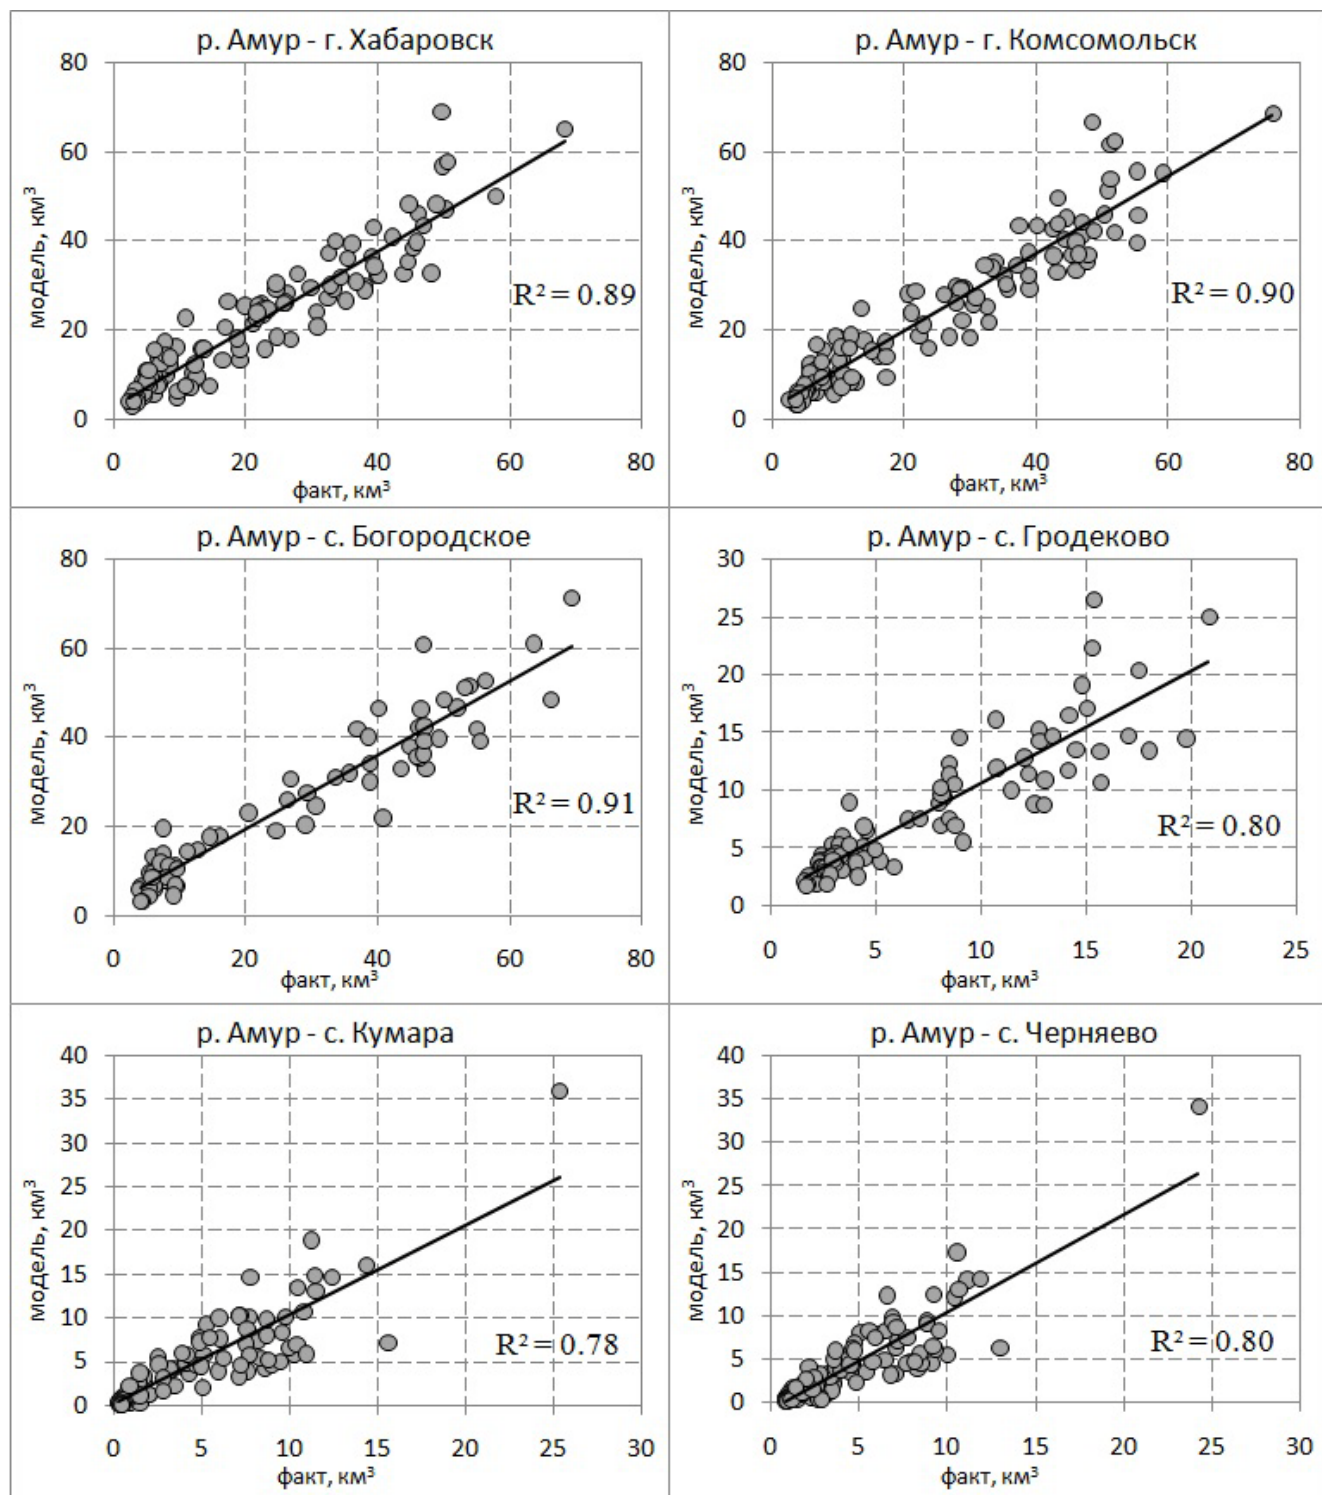 р. Амур - г. Хабаровск
80
60
40
20
0
модель, км³
R² = 0.89
0 20 40 60 80
факт, км³
р. Амур - г. Комсомольск
80
60
40
20
0
модель, км³
R² = 0.90
0 20 40 60 80
факт, км³
р. Амур - с. Богородское
80
60
40
20
0
модель, км³
R² = 0.91
0 20 40 60 80
факт, км³
р. Амур - с. Гродеково
30
25
20
15
10
5
0
модель, км³
R² = 0.80
0 5 10 15 20 25
факт, км³
р. Амур - с. Кумара
40
35
30
25
20
15
10
5
0
модель, км³
R² = 0.78
0 5 10 15 20 25 30
факт, км³
р. Амур - с. Черняево
40
35
30
25
20
15
10
5
0
модель, км³
R² = 0.80
0 5 10 15 20 25 30
факт, км³